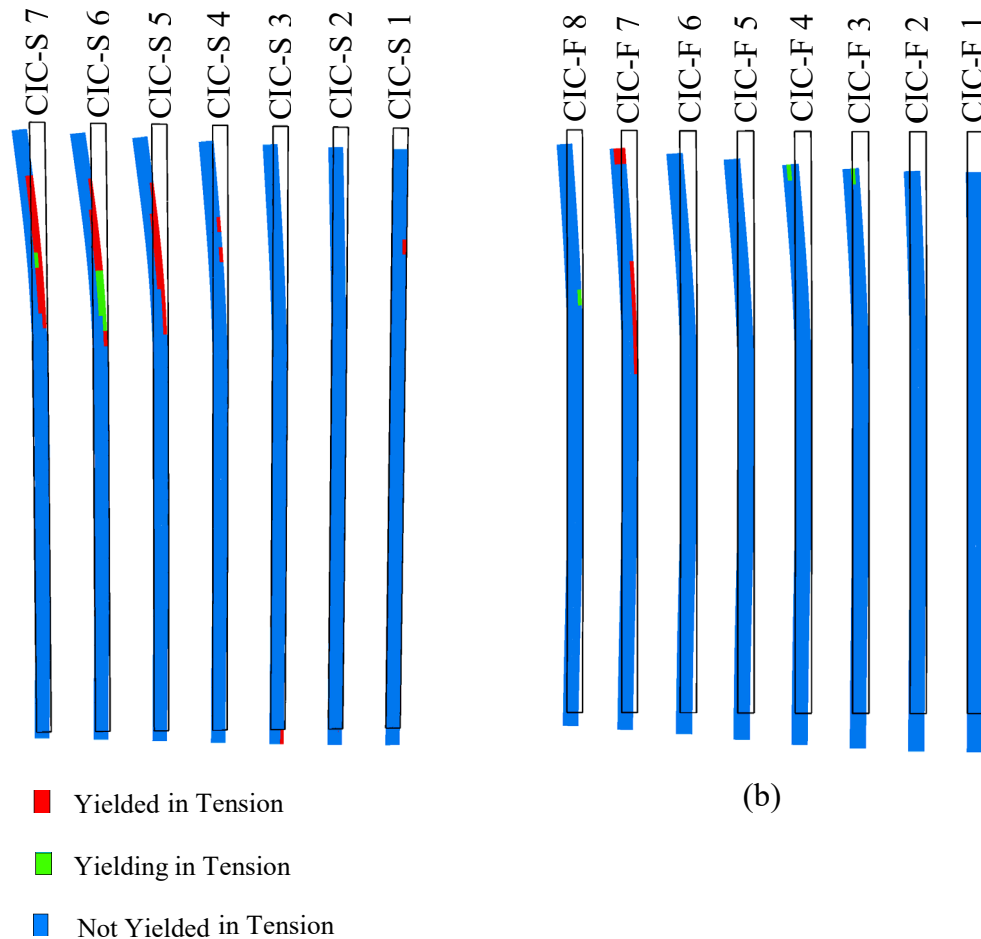 CIC-S 7
CIC-S 6
CIC-S 5
CIC-S 4
CIC-S 3
CIC-S 2
CIC-S 1
CIC-F 8
CIC-F 7
CIC-F 6
CIC-F 5
CIC-F 4
CIC-F 3
CIC-F 2
CIC-F 1
Yielded in Tension
Yielding in Tension
Not Yielded in Tension
(b)